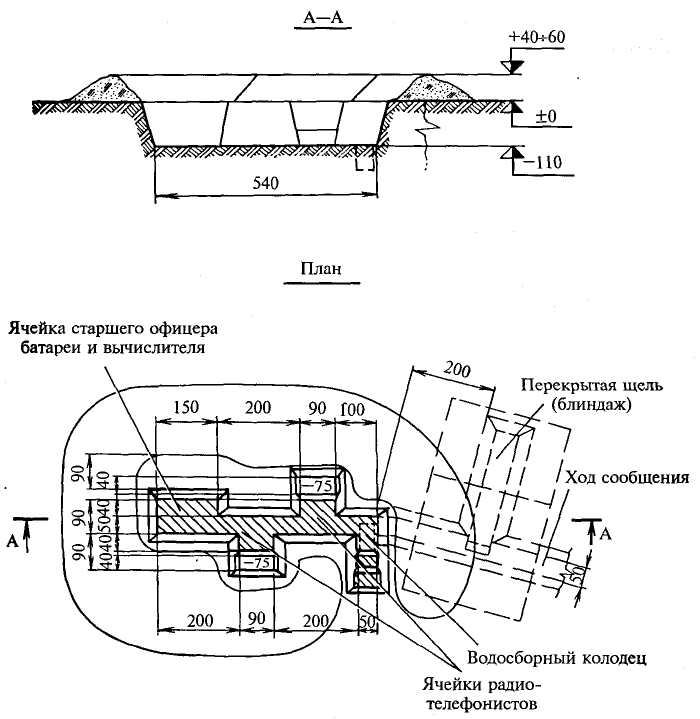 А—А
+40÷60
±0
−110
540
План
Ячейка старшего офицера
батареи и вычислителя
200
Перекрытая щель
(блиндаж)
Ход сообщения
150
200
90
100
90
40
90
50
40
90
40
40
−75
−75
А
А
50
200
90
200
50
Водосборный колодец
Ячейки радио-
телефонистов